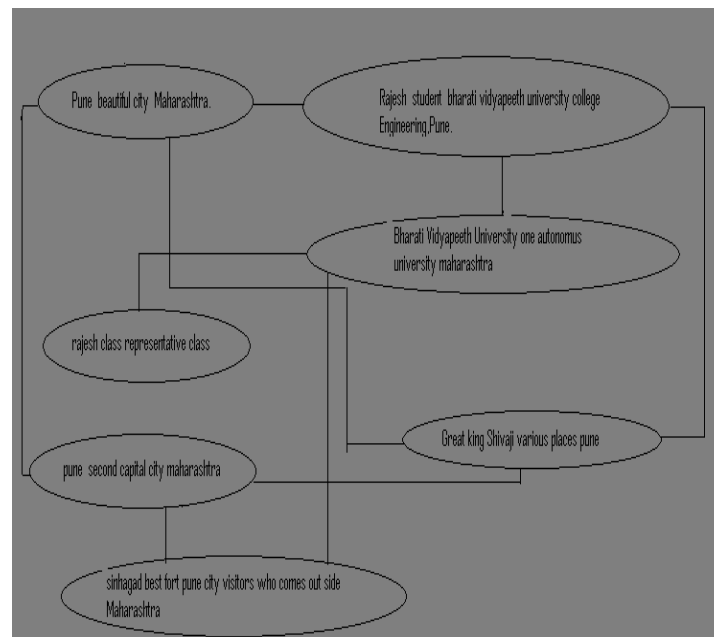 Pune beautiful city Maharashtra.
Rajesh student bharati vidyapeeth university college
Engineering,Pune.
Bharati Vidyapeeth University one autonomus
university maharashtra
rajesh class representative class
Great king Shivaji various places pune
pune second capital city maharashtra
sinhagad best fort pune city visitors who comes out side
Maharashtra